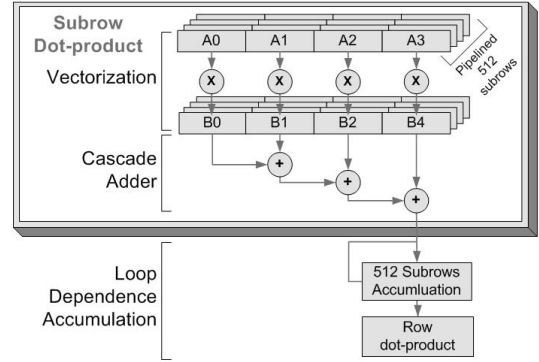 Subrow
Dot-product
A0 A1 A2 A3
Pipelined
512
subrows
Vectorization
X X X X
B0 B1 B2 B4
Cascade
Adder
+
+
+
Loop
Dependence
Accumulation
512 Subrows
Accumluation
Row
dot-product